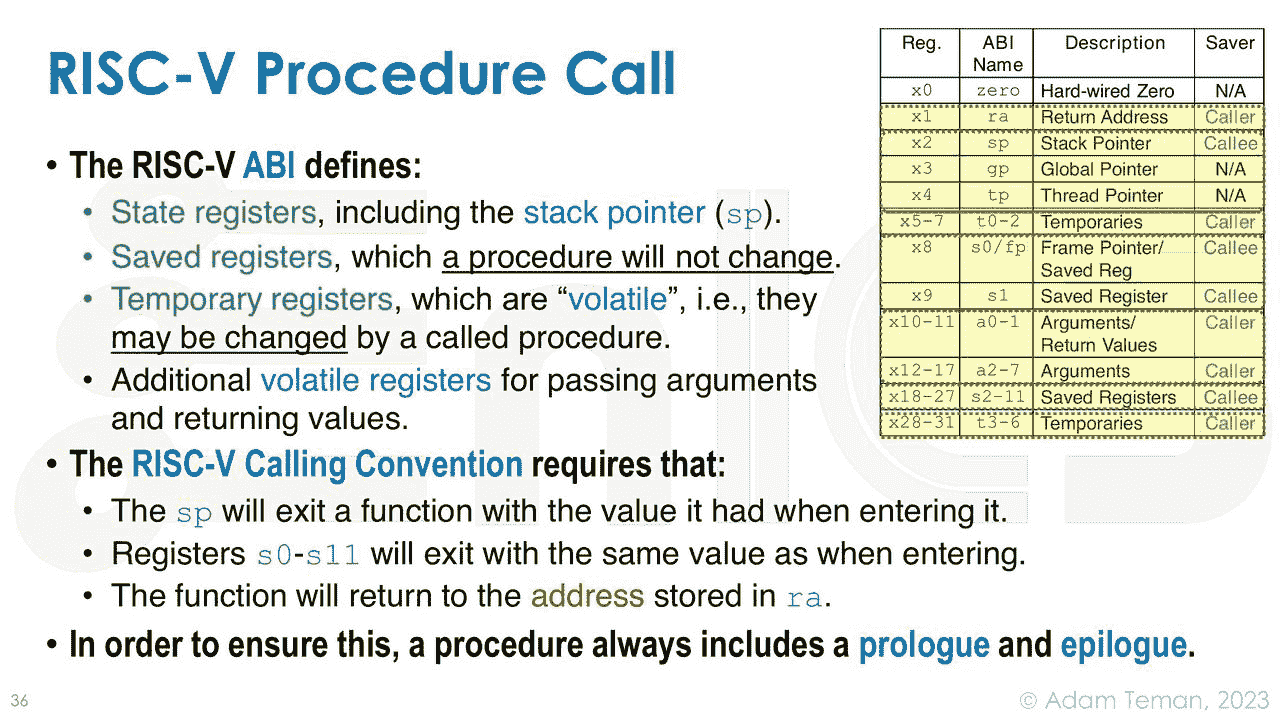 RISC-V Procedure Call
• The RISC-V ABI defines:
• State registers, including the stack pointer (sp).
• Saved registers, which a procedure will not change.
• Temporary registers, which are “volatile”, i.e., they
may be changed by a called procedure.
• Additional volatile registers for passing arguments
and returning values.
• The RISC-V Calling Convention requires that:
• The sp will exit a function with the value it had when entering it.
• Registers s0-s11 will exit with the same value as when entering.
• The function will return to the address stored in ra.
• In order to ensure this, a procedure always includes a prologue and epilogue.
Reg. ABI Name Description Saver
x0 zero Hard-wired Zero N/A
x1 ra Return Address Caller
x2 sp Stack Pointer Callee
x3 gp Global Pointer N/A
x4 tp Thread Pointer N/A
x5-7 t0-2 Temporaries Caller
x8 s0/fp Frame Pointer/ Callee
Saved Reg
x9 s1 Saved Register Callee
x10-11 a0-1 Arguments/ Caller
Return Values
x12-17 a2-7 Arguments Caller
x18-27 s2-11 Saved Registers Callee
x28-31 t3-6 Temporaries Caller
36
© Adam Teman, 2023